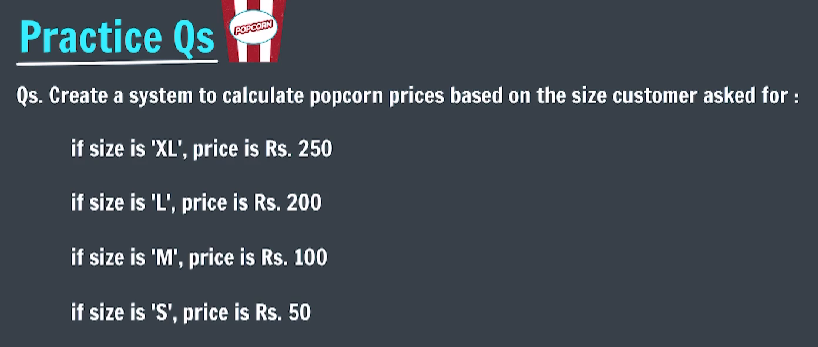 Practice Qs
POPCORN
Qs. Create a system to calculate popcorn prices based on the size customer asked for :
if size is 'XL', price is Rs. 250
if size is 'L', price is Rs. 200
if size is 'M', price is Rs. 100
if size is 'S', price is Rs. 50